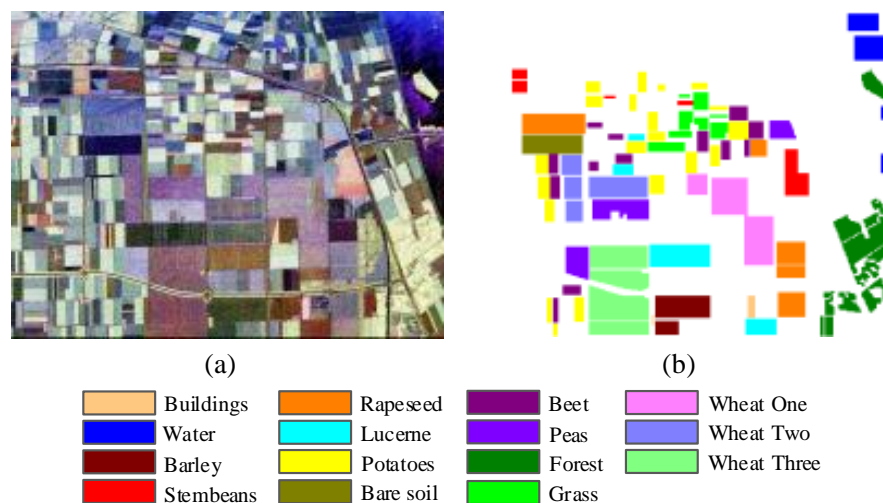 (a) (b)
Buildings Rapeseed Beet Wheat One
Water Lucerne Peas Wheat Two
Barley Potatoes Forest Wheat Three
Stembeans Bare soil Grass